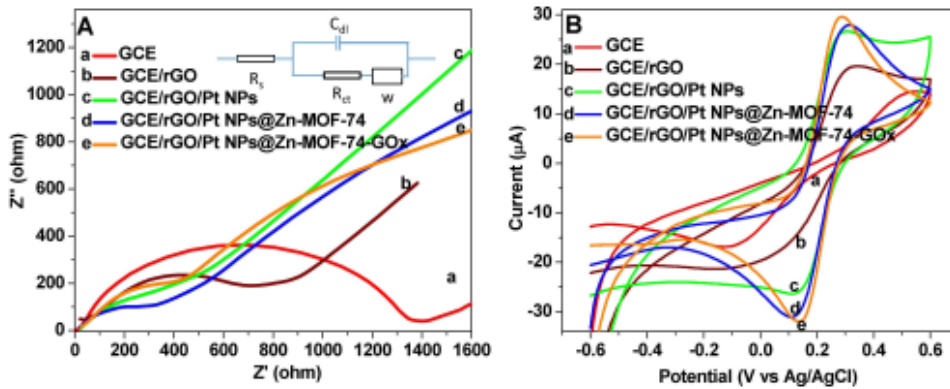 A
a GCE
b GCE/rGO
c GCE/rGO/Pt NPs
d GCE/rGO/Pt NPs@Zn-MOF-74
e GCE/rGO/Pt NPs@Zn-MOF-74-GOx
Cdl
Rs
Rct
w
c
d
e
b
a
1200
1000
800
600
400
200
0
Z'' (ohm)
0 200 400 600 800 1000 1200 1400 1600
Z' (ohm)
B
a GCE
b GCE/rGO
c GCE/rGO/Pt NPs
d GCE/rGO/Pt NPs@Zn-MOF-74
e GCE/rGO/Pt NPs@Zn-MOF-74-GOx
a
b
c
d
e
30
20
10
0
-10
-20
-30
Current (μA)
-0.6 -0.4 -0.2 0.0 0.2 0.4 0.6
Potential (V vs Ag/AgCl)